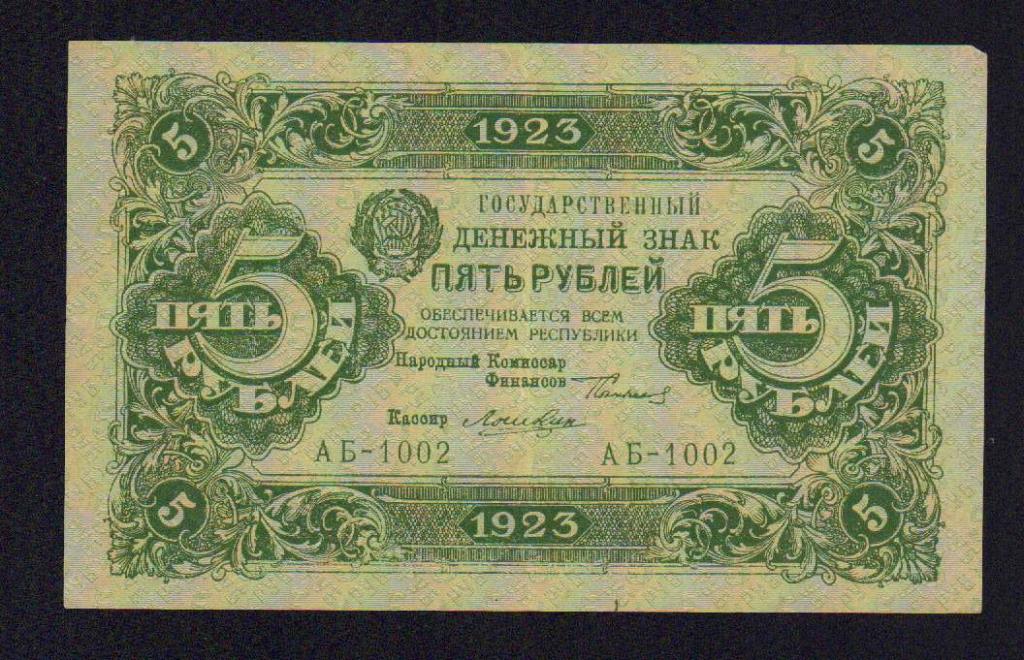 1923
5 5
ГОСУДАРСТВЕННЫЙ
ДЕНЕЖНЫЙ ЗНАК
ПЯТЬ РУБЛЕЙ
ОБЕСПЕЧИВАЕТСЯ ВСЕМ
ДОСТОЯНИЕМ РЕСПУБЛИКИ
5 ПЯТЬ РУБЛЕЙ
5 ПЯТЬ РУБЛЕЙ
Народный Комиссар
Финансов
Кассир Лошкин
АБ-1002 АБ-1002
5 5
1923